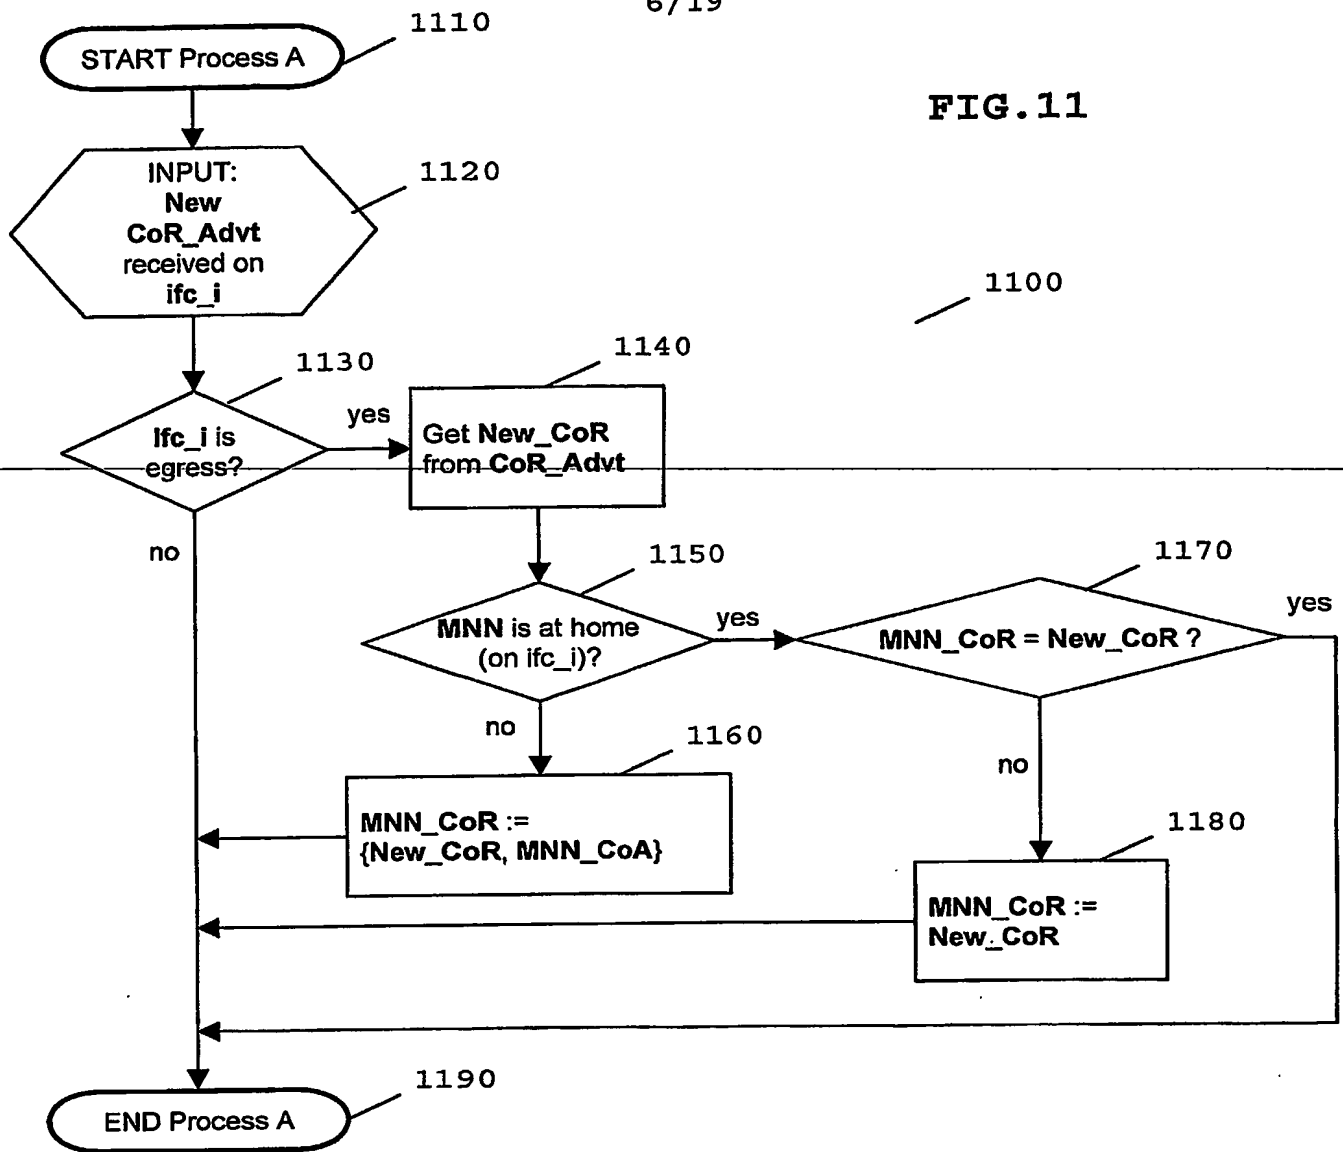 6/19
FIG.11
1110
START Process A
1120
INPUT:
New
CoR_Advt
received on
ifc_i
1100
1130
Ifc_i is
egress?
yes
no
1140
Get New_CoR
from CoR_Advt
1150
MNN is at home
(on ifc_i)?
yes
no
1170
MNN_CoR = New_CoR ?
yes
no
1160
MNN_CoR :=
{New_CoR, MNN_CoA}
1180
MNN_CoR :=
New_CoR
1190
END Process A